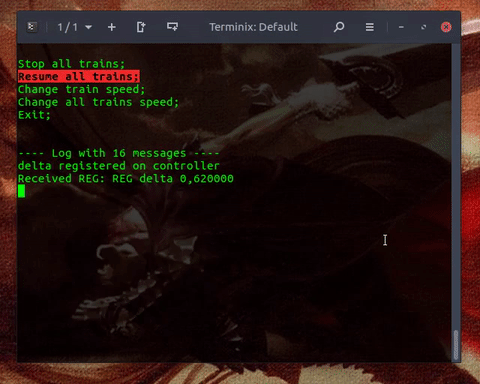 1 / 1
Terminix: Default
Stop all trains;
Resume all trains;
Change train speed;
Change all trains speed;
Exit;
---- Log with 16 messages ----
delta registered on controller
Received REG: REG delta 0,620000